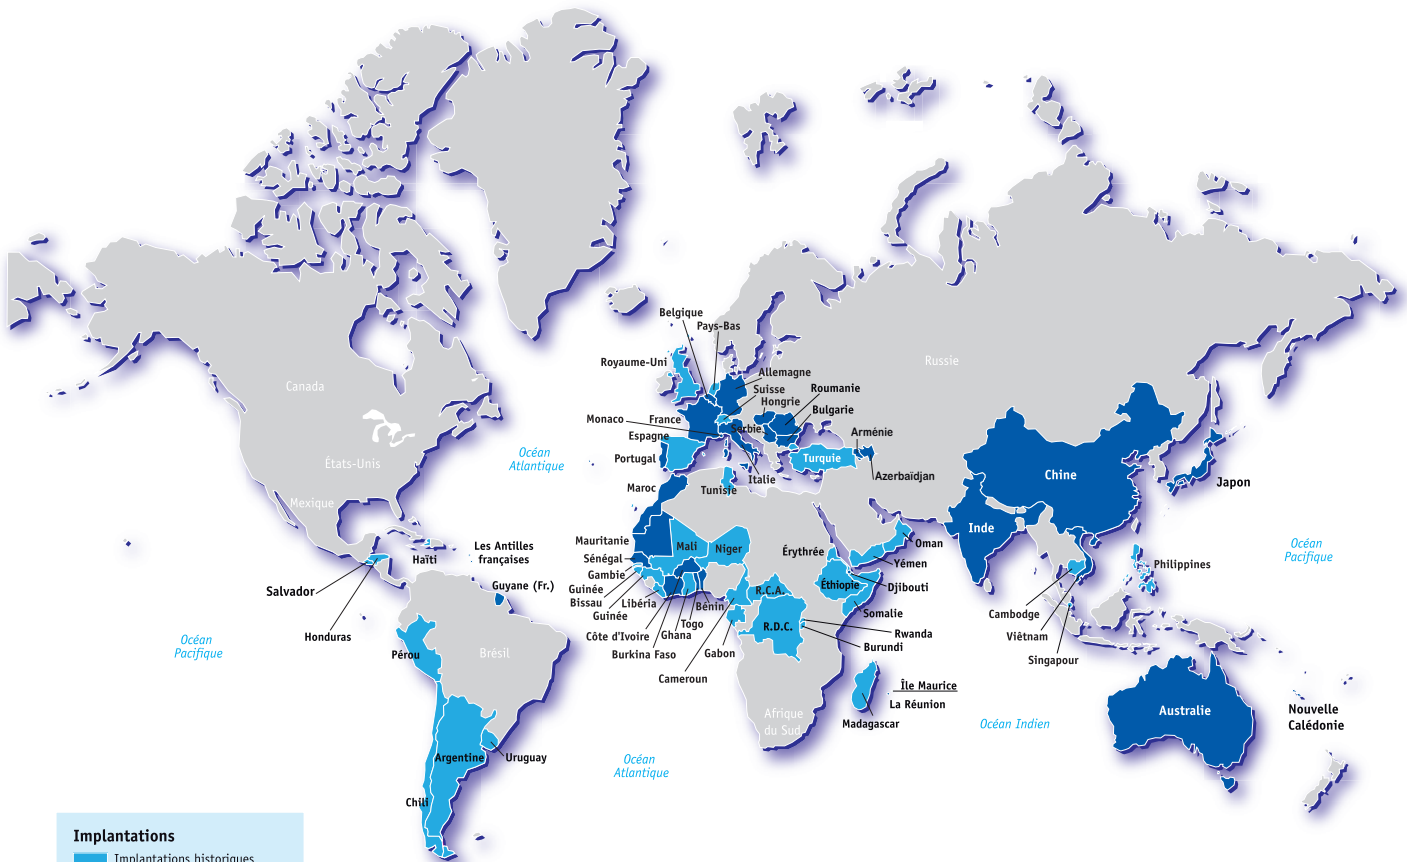 Belgique
Pays-Bas
Royaume-Uni
Allemagne
Suisse
Hongrie
Roumanie
Bulgarie
Russie
Canada
Monaco
France
Serbie
Arménie
Espagne
Portugal
Turquie
Azerbaïdjan
Italie
Maroc
Tunisie
Océan
Atlantique
États-Unis
Mexique
Chine
Japon
Inde
Océan
Pacifique
Les Antilles
françaises
Haïti
Guyane (Fr.)
Salvador
Honduras
Mauritanie
Sénégal
Gambie
Guinée
Bissau
Guinée
Libéria
Côte d'Ivoire
Burkina Faso
Ghana
Togo
Bénin
Mali
Niger
Cameroun
Gabon
R.C.A.
R.D.C.
Érythrée
Éthiopie
Oman
Yémen
Djibouti
Somalie
Rwanda
Burundi
Philippines
Cambodge
Viêtnam
Singapour
Océan
Pacifique
Pérou
Brésil
Île Maurice
La Réunion
Madagascar
Afrique
du Sud
Océan Indien
Australie
Nouvelle
Calédonie
Argentine
Uruguay
Chili
Océan
Atlantique
Implantations
Implantations historiques